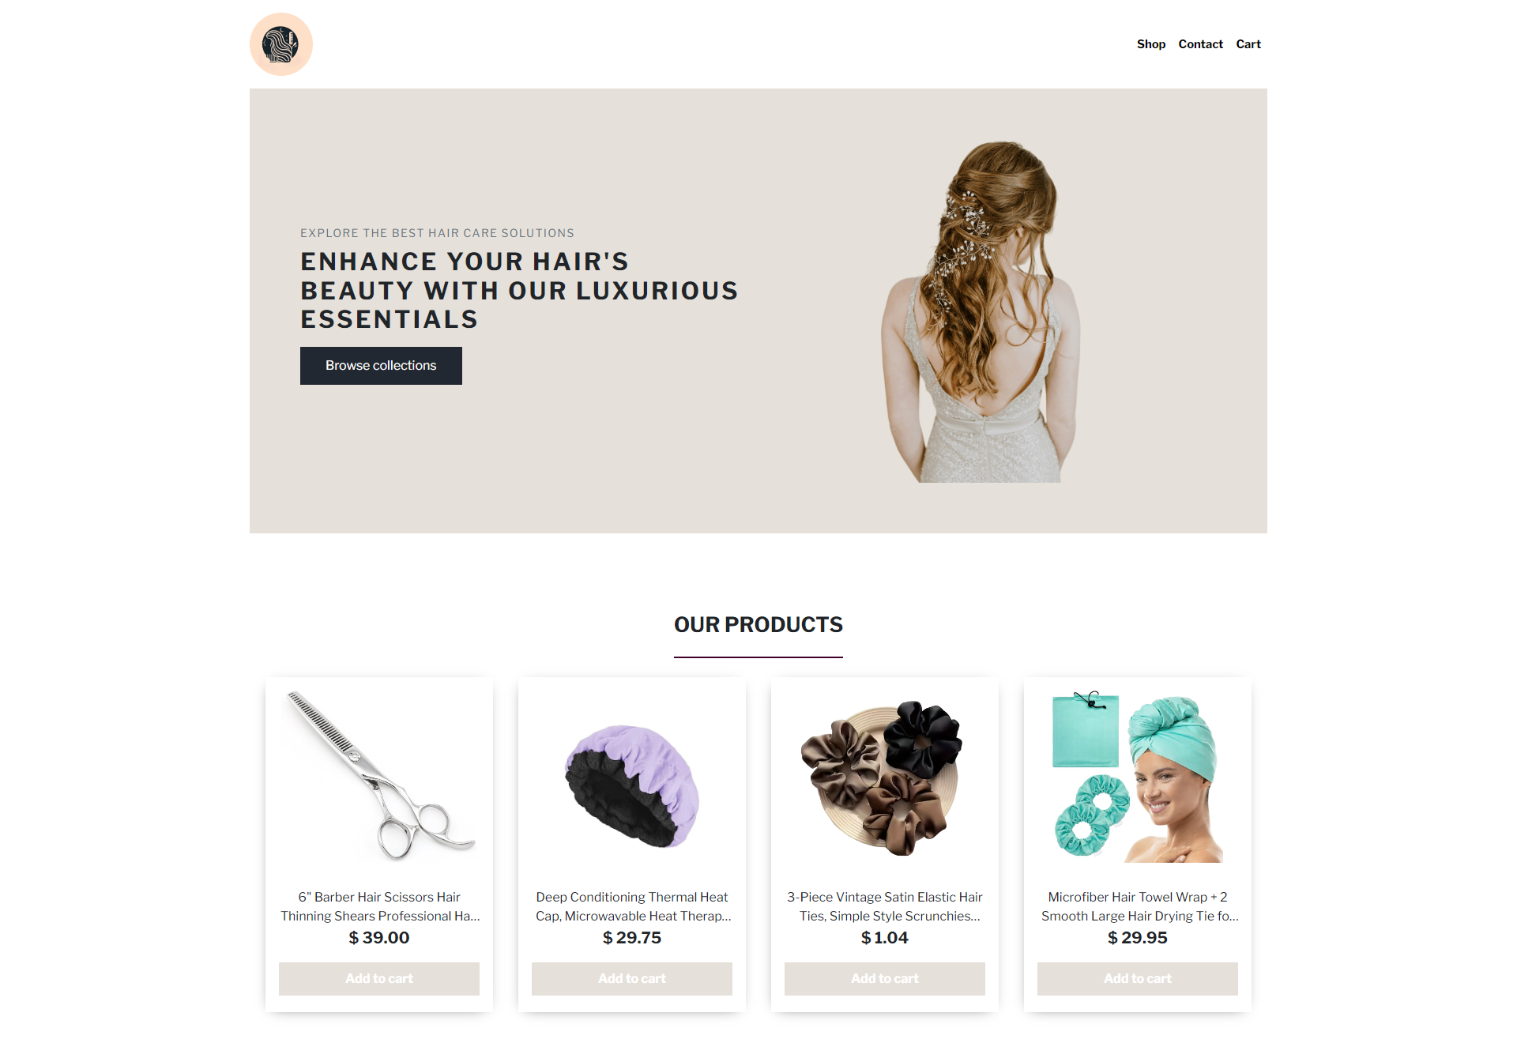 Shop Contact Cart
EXPLORE THE BEST HAIR CARE SOLUTIONS
ENHANCE YOUR HAIR'S
BEAUTY WITH OUR LUXURIOUS
ESSENTIALS
Browse collections
OUR PRODUCTS
6" Barber Hair Scissors Hair
Thinning Shears Professional Ha...
$ 39.00
Add to cart
Deep Conditioning Thermal Heat
Cap, Microwavable Heat Therap...
$ 29.75
Add to cart
3-Piece Vintage Satin Elastic Hair
Ties, Simple Style Scrunchies...
$ 1.04
Add to cart
Microfiber Hair Towel Wrap + 2
Smooth Large Hair Drying Tie fo...
$ 29.95
Add to cart